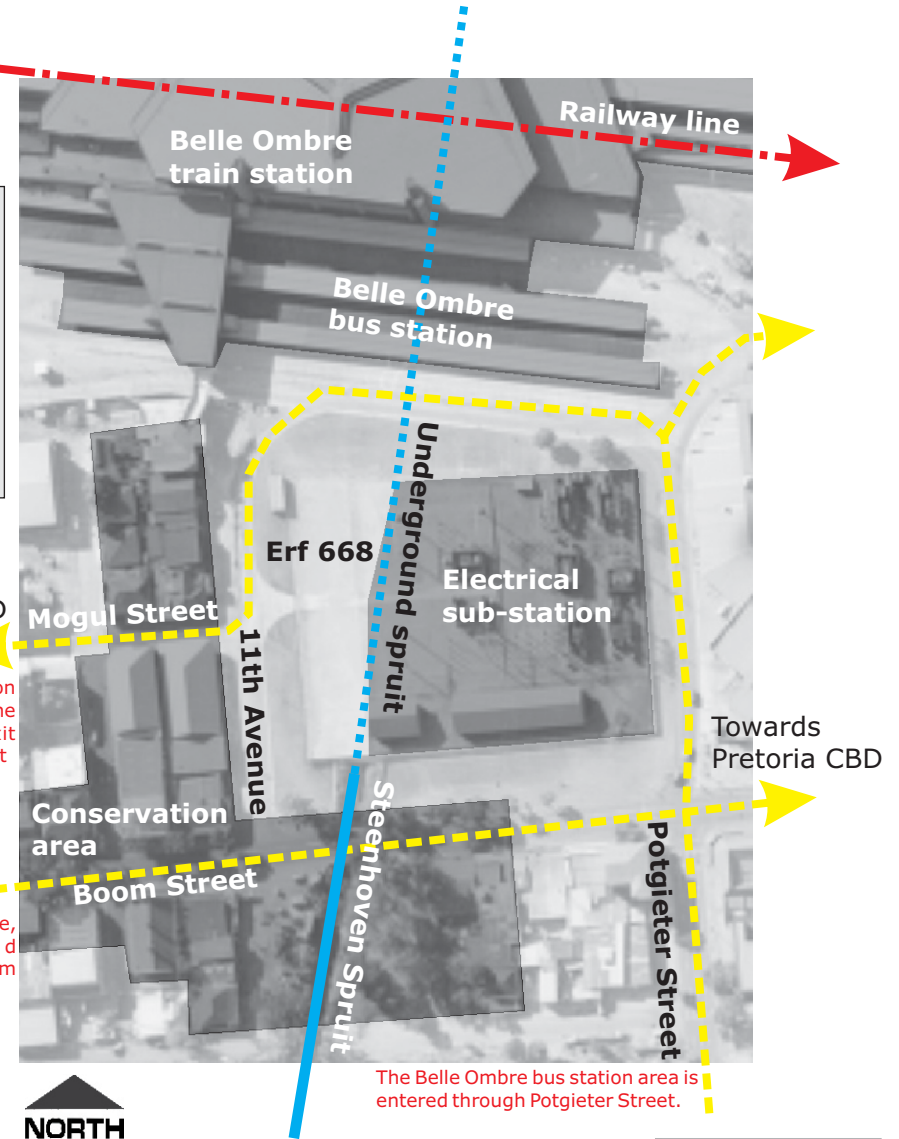 Railway line
Belle Ombre
train station
Belle Ombre
bus station
Underground spruit
Erf 668
Electrical
sub-station
Mogul Street
11th Avenue
on
Towards
Pretoria CBD
Conservation
area
Steenhoven Spruit
Boom Street
Potgieter Street
The Belle Ombre bus station area is
entered through Potgieter Street.
NORTH